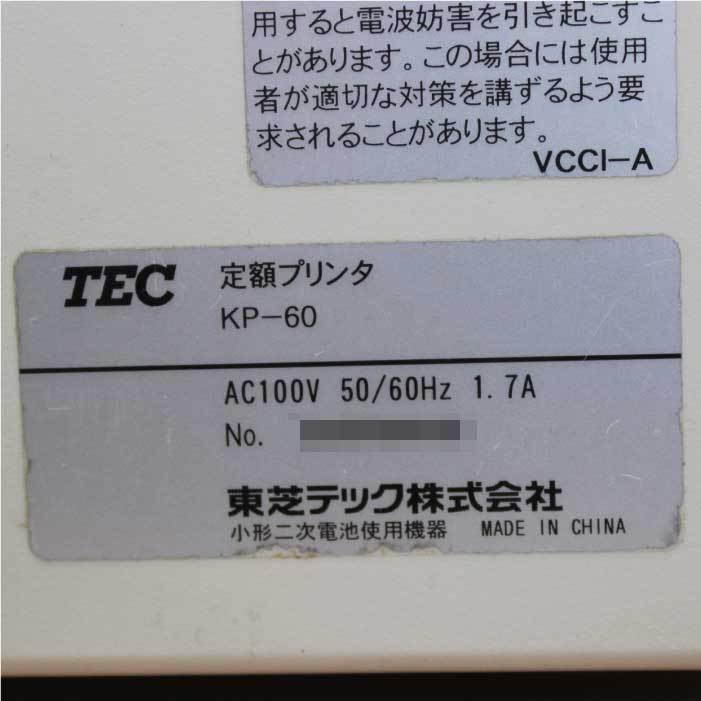 用すると電波妨害を引き起こすこ
とがあります。この場合には使用
者が適切な対策を講ずるよう要
求されることがあります。
VCCI-A
TEC 定額プリンタ
KP-60
AC100V 50/60Hz 1.7A
No.
東芝テック株式会社
小形二次電池使用機器 MADE IN CHINA